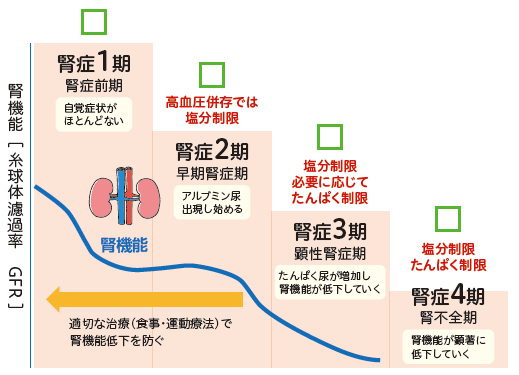 腎機能［糸球体濾過率 GFR］
腎症1期
腎症前期
自覚症状が
ほとんどない
高血圧併存では
塩分制限
腎症2期
早期腎症期
アルブミン尿
出現し始める
腎機能
塩分制限
必要に応じて
たんぱく制限
腎症3期
顕性腎症期
たんぱく尿が増加し
腎機能が低下していく
塩分制限
たんぱく制限
腎症4期
腎不全期
腎機能が顕著に
低下していく
適切な治療（食事・運動療法）で
腎機能低下を防ぐ